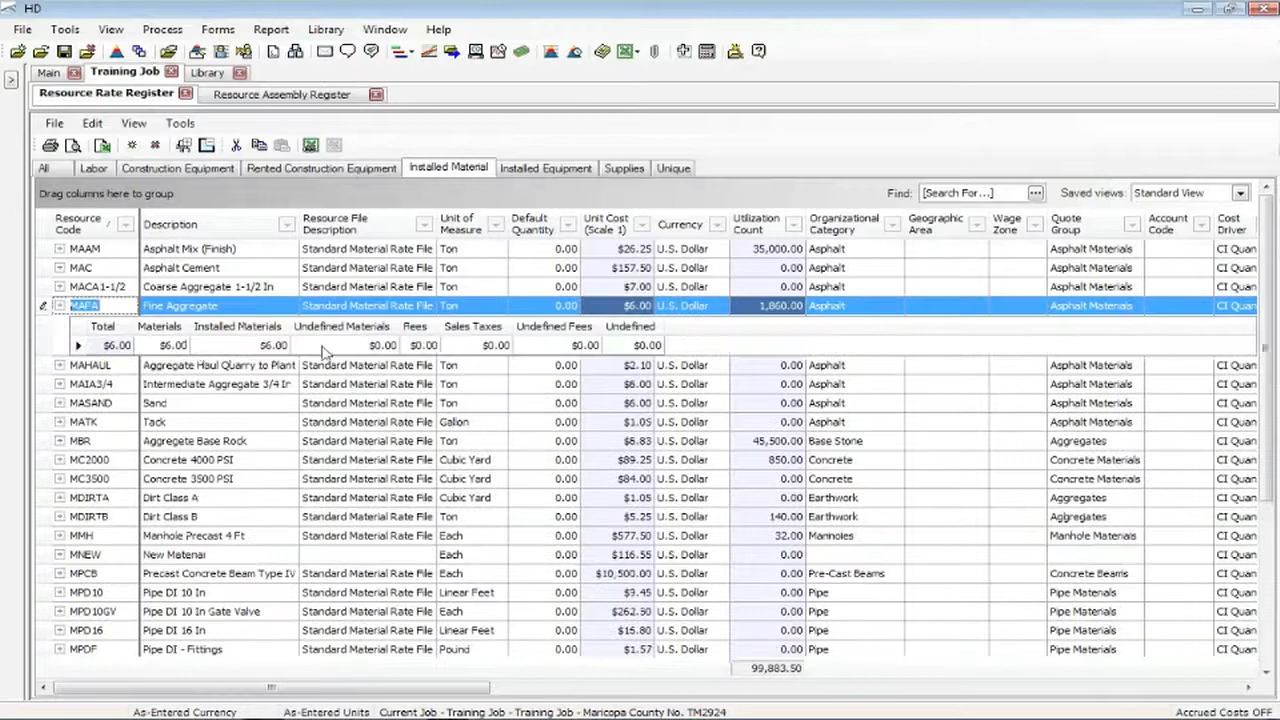 HD
File Tools View Process Forms Report Library Window Help
Main Training Job Library
Resource Rate Register Resource Assembly Register
File Edit View Tools
All Labor Construction Equipment Rented Construction Equipment Installed Material Installed Equipment Supplies Unique
Drag columns here to group Find: [Search For...] Saved views: Standard View
Resource Code / Description Resource File Description Unit of Measure Default Quantity Unit Cost (Scale 1) Currency Utilization Count Organizational Category Geographic Area Wage Zone Quote Group Account Code Cost Driver
MAAM Asphalt Mix (Finish) Standard Material Rate File Ton 0.00 $26.25 U.S. Dollar 35,000.00 Asphalt Asphalt Materials CI Quan
MAC Asphalt Cement Standard Material Rate File Ton 0.00 $157.50 U.S. Dollar 0.00 Asphalt Asphalt Materials CI Quan
MACA1-1/2 Coarse Aggregate 1-1/2 In Standard Material Rate File Ton 0.00 $7.00 U.S. Dollar 0.00 Asphalt Asphalt Materials CI Quan
MAFA Fine Aggregate Standard Material Rate File Ton 0.00 $6.00 U.S. Dollar 1,860.00 Asphalt Asphalt Materials CI Quan
Total Materials Installed Materials Undefined Materials Fees Sales Taxes Undefined Fees Undefined
$6.00 $6.00 $6.00 $0.00 $0.00 $0.00 $0.00 $0.00
MAHAUL Aggregate Haul Quarry to Plant Standard Material Rate File Ton 0.00 $2.10 U.S. Dollar 0.00 Asphalt Asphalt Materials CI Quan
MAIA3/4 Intermediate Aggregate 3/4 In Standard Material Rate File Ton 0.00 $6.00 U.S. Dollar 0.00 Asphalt Asphalt Materials CI Quan
MASAND Sand Standard Material Rate File Ton 0.00 $6.00 U.S. Dollar 0.00 Asphalt Asphalt Materials CI Quan
MATK Tack Standard Material Rate File Gallon 0.00 $1.05 U.S. Dollar 0.00 Asphalt Asphalt Materials CI Quan
MBR Aggregate Base Rock Standard Material Rate File Ton 0.00 $6.83 U.S. Dollar 45,500.00 Base Stone Aggregates CI Quan
MC2000 Concrete 4000 PSI Standard Material Rate File Cubic Yard 0.00 $89.25 U.S. Dollar 850.00 Concrete Concrete Materials CI Quan
MC3500 Concrete 3500 PSI Standard Material Rate File Cubic Yard 0.00 $84.00 U.S. Dollar 0.00 Concrete Concrete Materials CI Quan
MDIRTA Dirt Class A Standard Material Rate File Cubic Yard 0.00 $1.05 U.S. Dollar 0.00 Earthwork Aggregates CI Quan
MDIRTB Dirt Class B Standard Material Rate File Ton 0.00 $5.25 U.S. Dollar 140.00 Earthwork Aggregates CI Quan
MMH Manhole Precast 4 Ft Standard Material Rate File Each 0.00 $577.50 U.S. Dollar 32.00 Manholes Manhole Materials CI Quan
MNEW New Material Each 0.00 $116.55 U.S. Dollar 0.00 CI Quan
MPCB Precast Concrete Beam Type IV Standard Material Rate File Each 0.00 $10,500.00 U.S. Dollar 0.00 Pre-Cast Beams Concrete Beams CI Quan
MPD10 Pipe DI 10 In Standard Material Rate File Linear Feet 0.00 $9.45 U.S. Dollar 0.00 Pipe Pipe Materials CI Quan
MPD10GV Pipe DI 10 In Gate Valve Standard Material Rate File Each 0.00 $262.50 U.S. Dollar 0.00 Pipe Pipe Materials CI Quan
MPD16 Pipe DI 16 In Standard Material Rate File Linear Feet 0.00 $15.80 U.S. Dollar 0.00 Pipe Pipe Materials CI Quan
MPDF Pipe DI - Fittings Standard Material Rate File Pound 0.00 $1.57 U.S. Dollar 0.00 Pipe Pipe Materials CI Quan
99,883.50
As-Entered Currency As-Entered Units Current Job - Training Job - Training Job - Maricopa County No. TM2924 Accrued Costs OFF